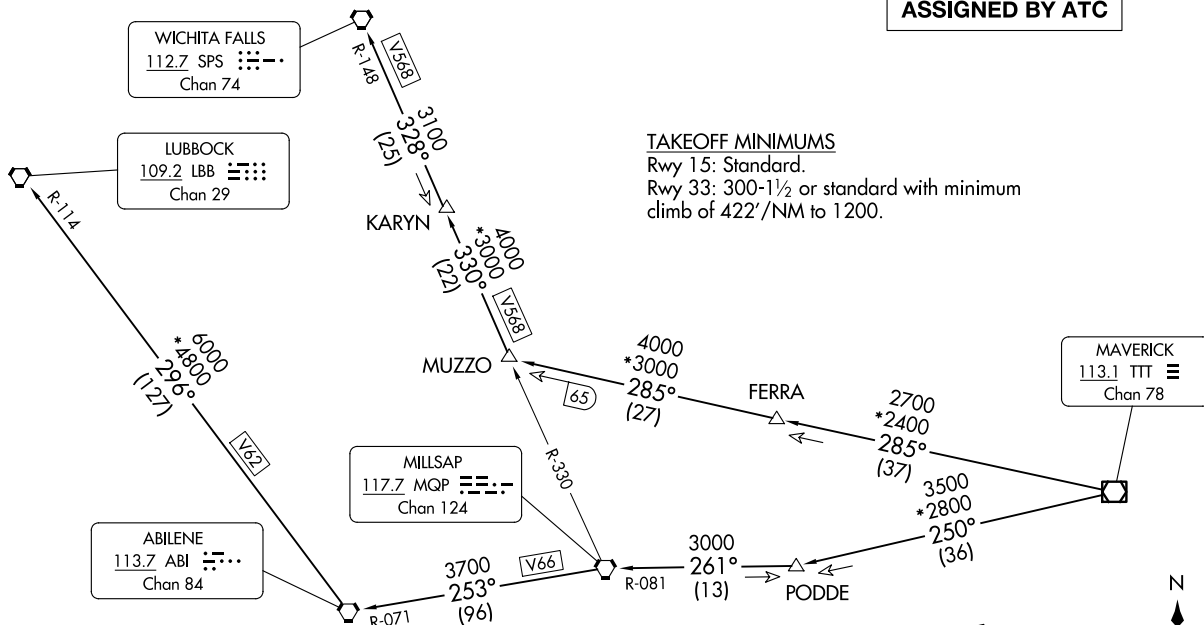 ASSIGNED BY ATC
WICHITA FALLS
112.7 SPS
Chan 74
R-148
V568
3100
328°
(25)
LUBBOCK
109.2 LBB
Chan 29
R-114
TAKEOFF MINIMUMS
Rwy 15: Standard.
Rwy 33: 300-1½ or standard with minimum
climb of 422'/NM to 1200.
KARYN
4000
*3000
330°
(22)
V568
6000
*4800
296°
(127)
V62
MUZZO
4000
*3000
285°
(27)
65
FERRA
MAVERICK
113.1 TTT
Chan 78
2700
*2400
285°
(37)
R-330
MILLSAP
117.7 MQP
Chan 124
3500
*2800
250°
(36)
ABILENE
113.7 ABI
Chan 84
3700
253°
(96)
V66
R-071
R-081
3000
261°
(13)
PODDE
N